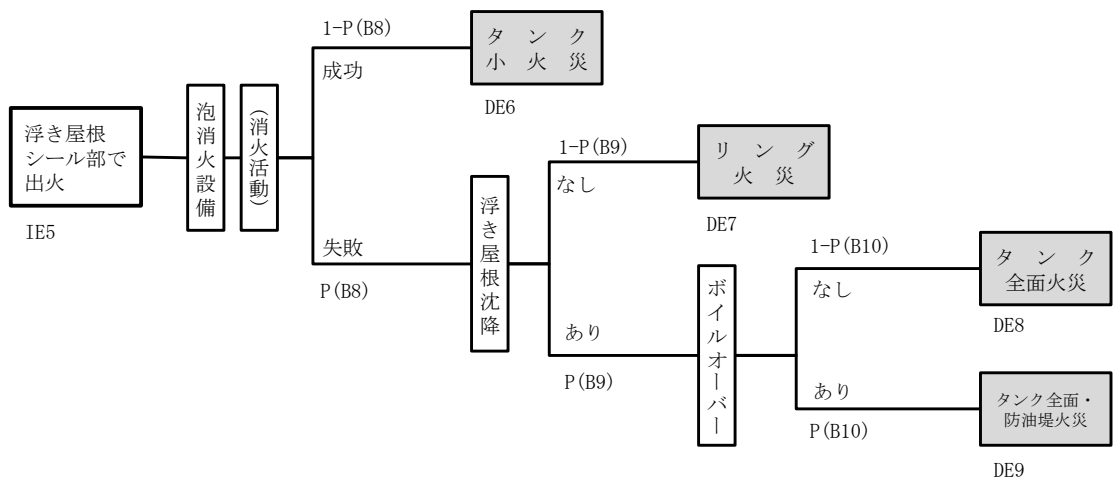 浮き屋根
シール部で
出火
IE5
泡消火設備
(消火活動)
1-P(B8)
成功
タンク
小火災
DE6
失敗
P(B8)
浮き屋根沈降
1-P(B9)
なし
リング
火災
DE7
あり
P(B9)
ボイルオーバー
1-P(B10)
なし
タンク
全面火災
DE8
あり
P(B10)
タンク全面・
防油堤火災
DE9